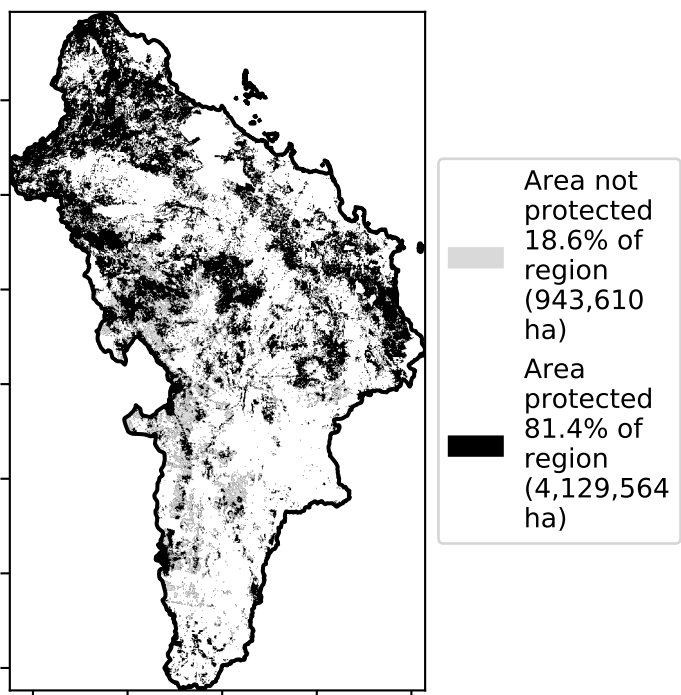 Area not
protected
18.6% of
region
(943,610
ha)
Area
protected
81.4% of
region
(4,129,564
ha)